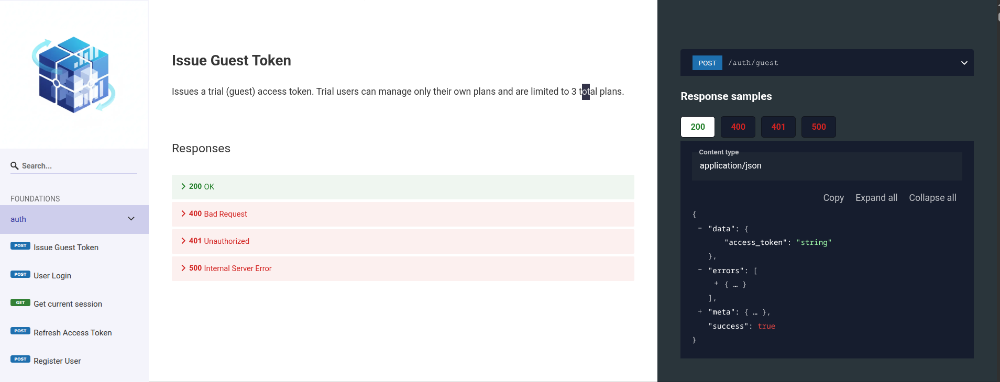 Search...
FOUNDATIONS
auth
POST Issue Guest Token
POST User Login
GET Get current session
POST Refresh Access Token
POST Register User
Issue Guest Token
Issues a trial (guest) access token. Trial users can manage only their own plans and are limited to 3 total plans.
Responses
200 OK
400 Bad Request
401 Unauthorized
500 Internal Server Error
POST /auth/guest
Response samples
200 400 401 500
Content type
application/json
Copy Expand all Collapse all
{
- "data": {
"access_token": "string"
},
- "errors": [
+ { … }
],
+ "meta": { … },
"success": true
}